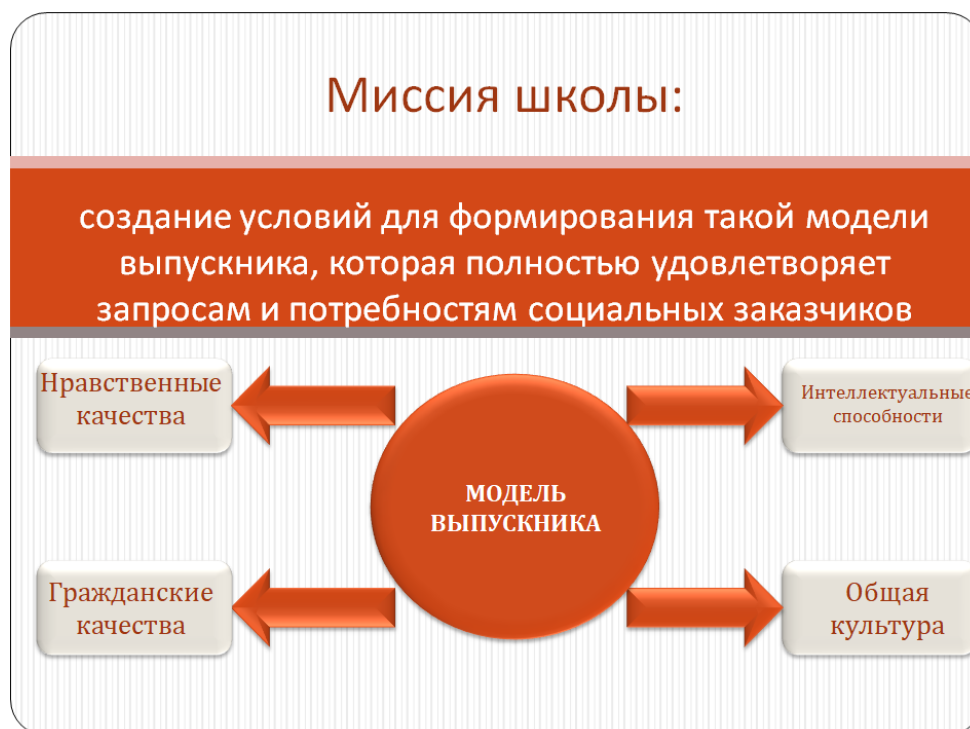 Миссия школы:
создание условий для формирования такой модели
выпускника, которая полностью удовлетворяет
запросам и потребностям социальных заказчиков
Нравственные
качества
Интеллектуальные
способности
МОДЕЛЬ
ВЫПУСКНИКА
Гражданские
качества
Общая
культура